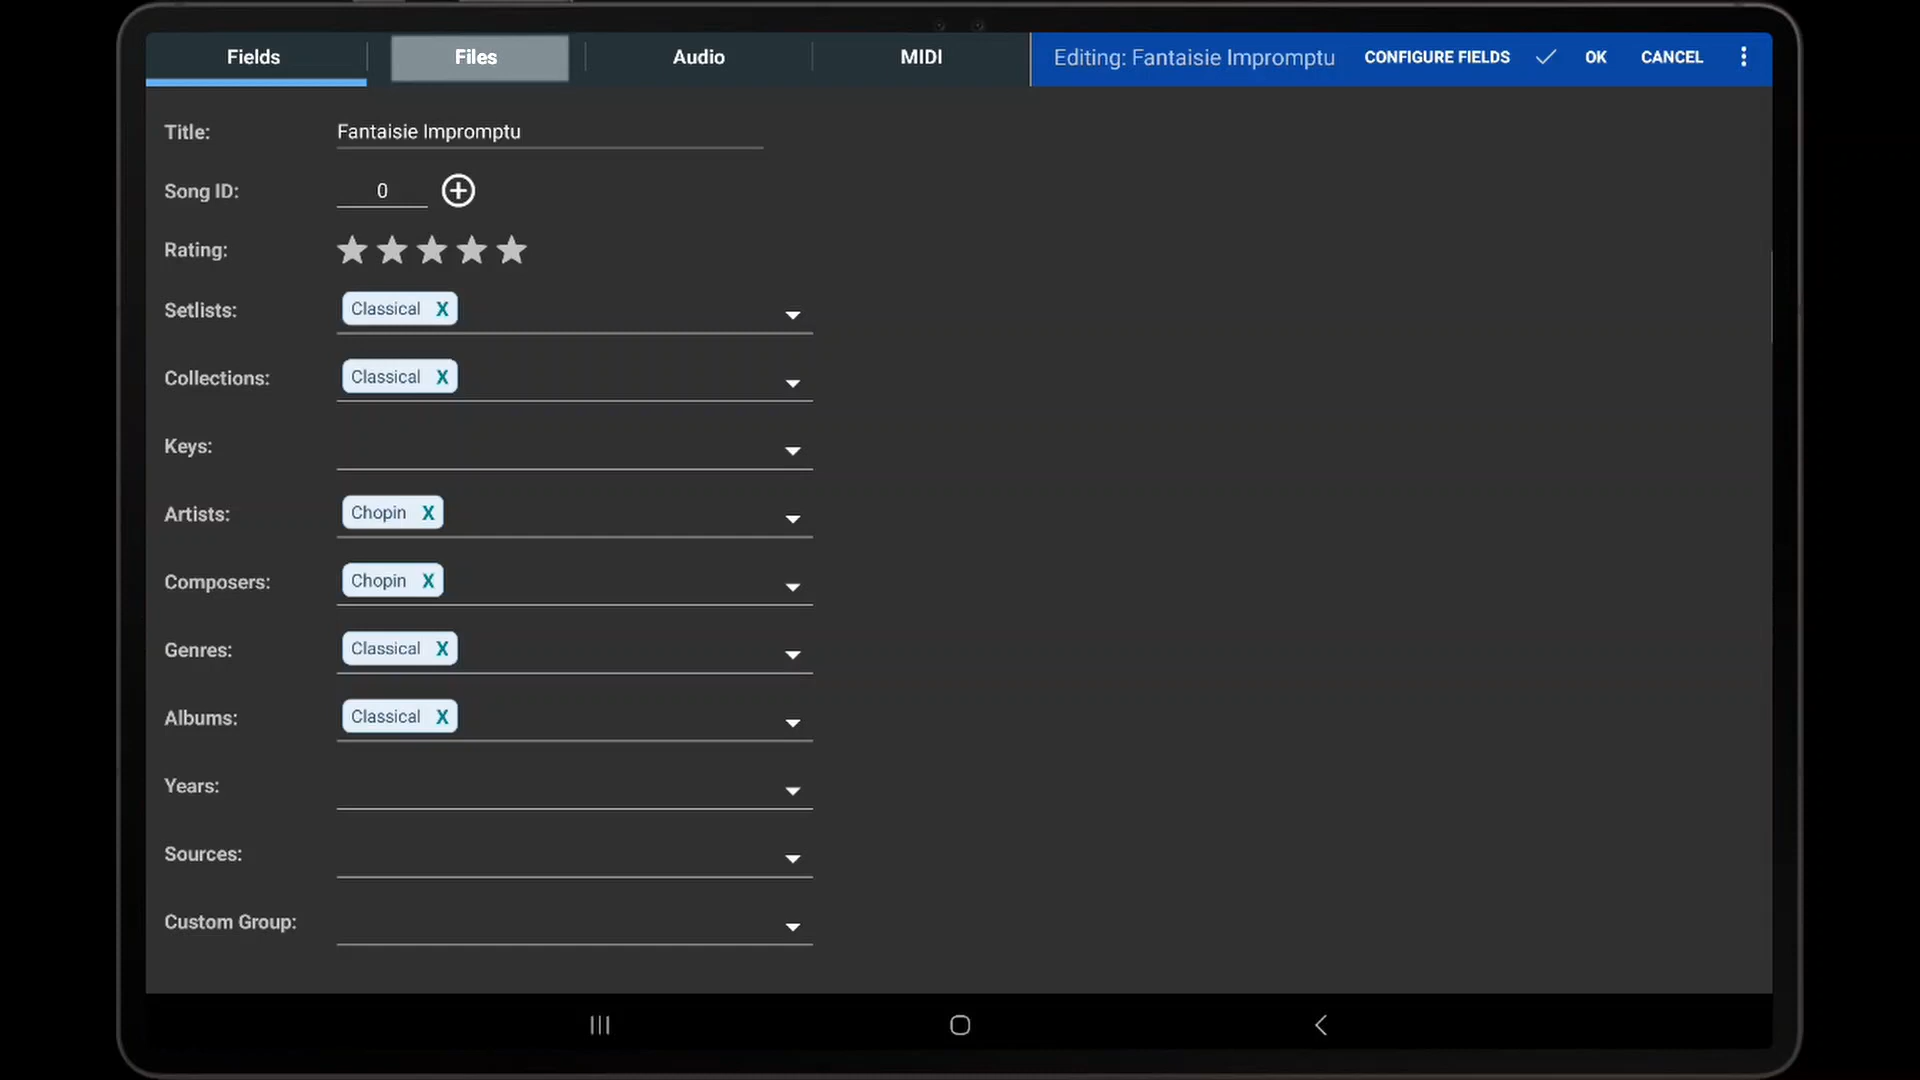 Fields
Files
Audio
MIDI
Editing: Fantaisie Impromptu
CONFIGURE FIELDS
OK
CANCEL
Title:
Fantaisie Impromptu
Song ID:
0
Rating:
Setlists:
Classical X
Collections:
Classical X
Keys:
Artists:
Chopin X
Composers:
Chopin X
Genres:
Classical X
Albums:
Classical X
Years:
Sources:
Custom Group: